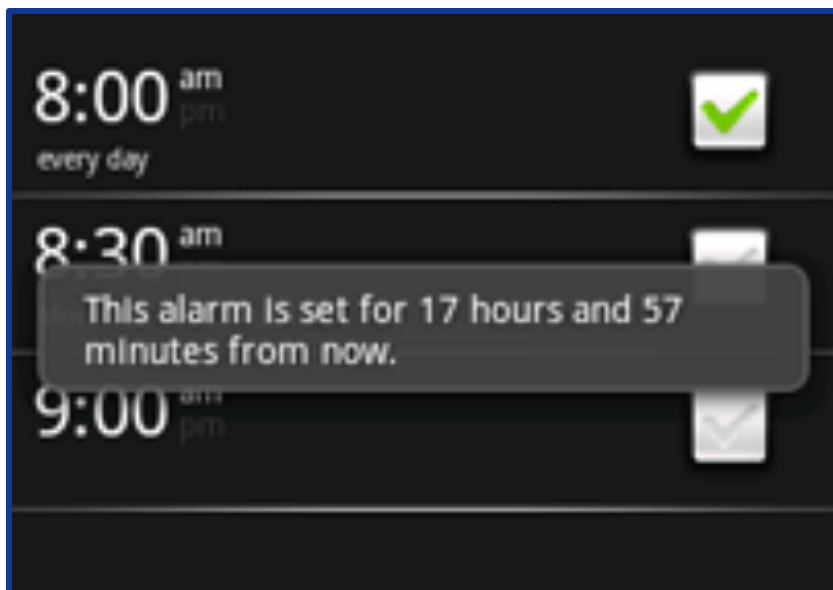 8:00 am
pm
every day
8:30 am
This alarm is set for 17 hours and 57
minutes from now.
9:00 am
pm